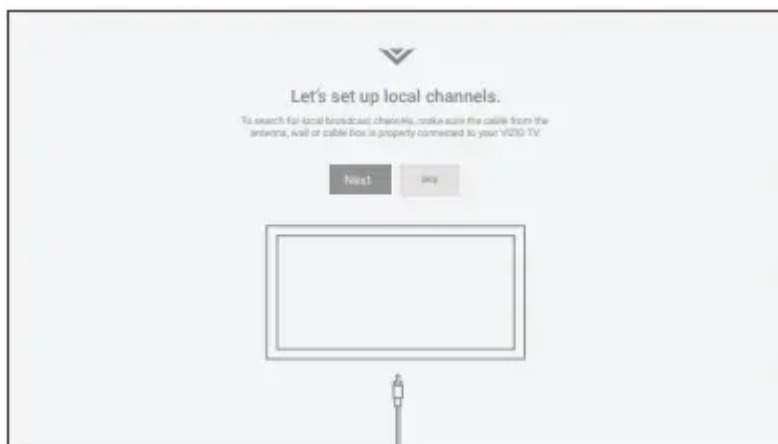 Let's set up local channels.
To search for local broadcast channels, make sure the cable from the
antenna, wall or cable box is properly connected to your VIZIO TV.
Next
Skip